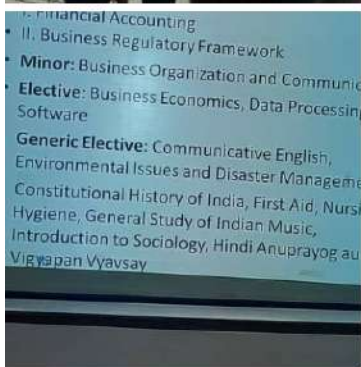 I. Financial Accounting
• II. Business Regulatory Framework
• Minor: Business Organization and Communic
• Elective: Business Economics, Data Processing
Software
Generic Elective: Communicative English,
Environmental Issues and Disaster Manageme
Constitutional History of India, First Aid, Nursi
Hygiene, General Study of Indian Music,
Introduction to Sociology, Hindi Anuprayog au
Vigyapan Vyavsay